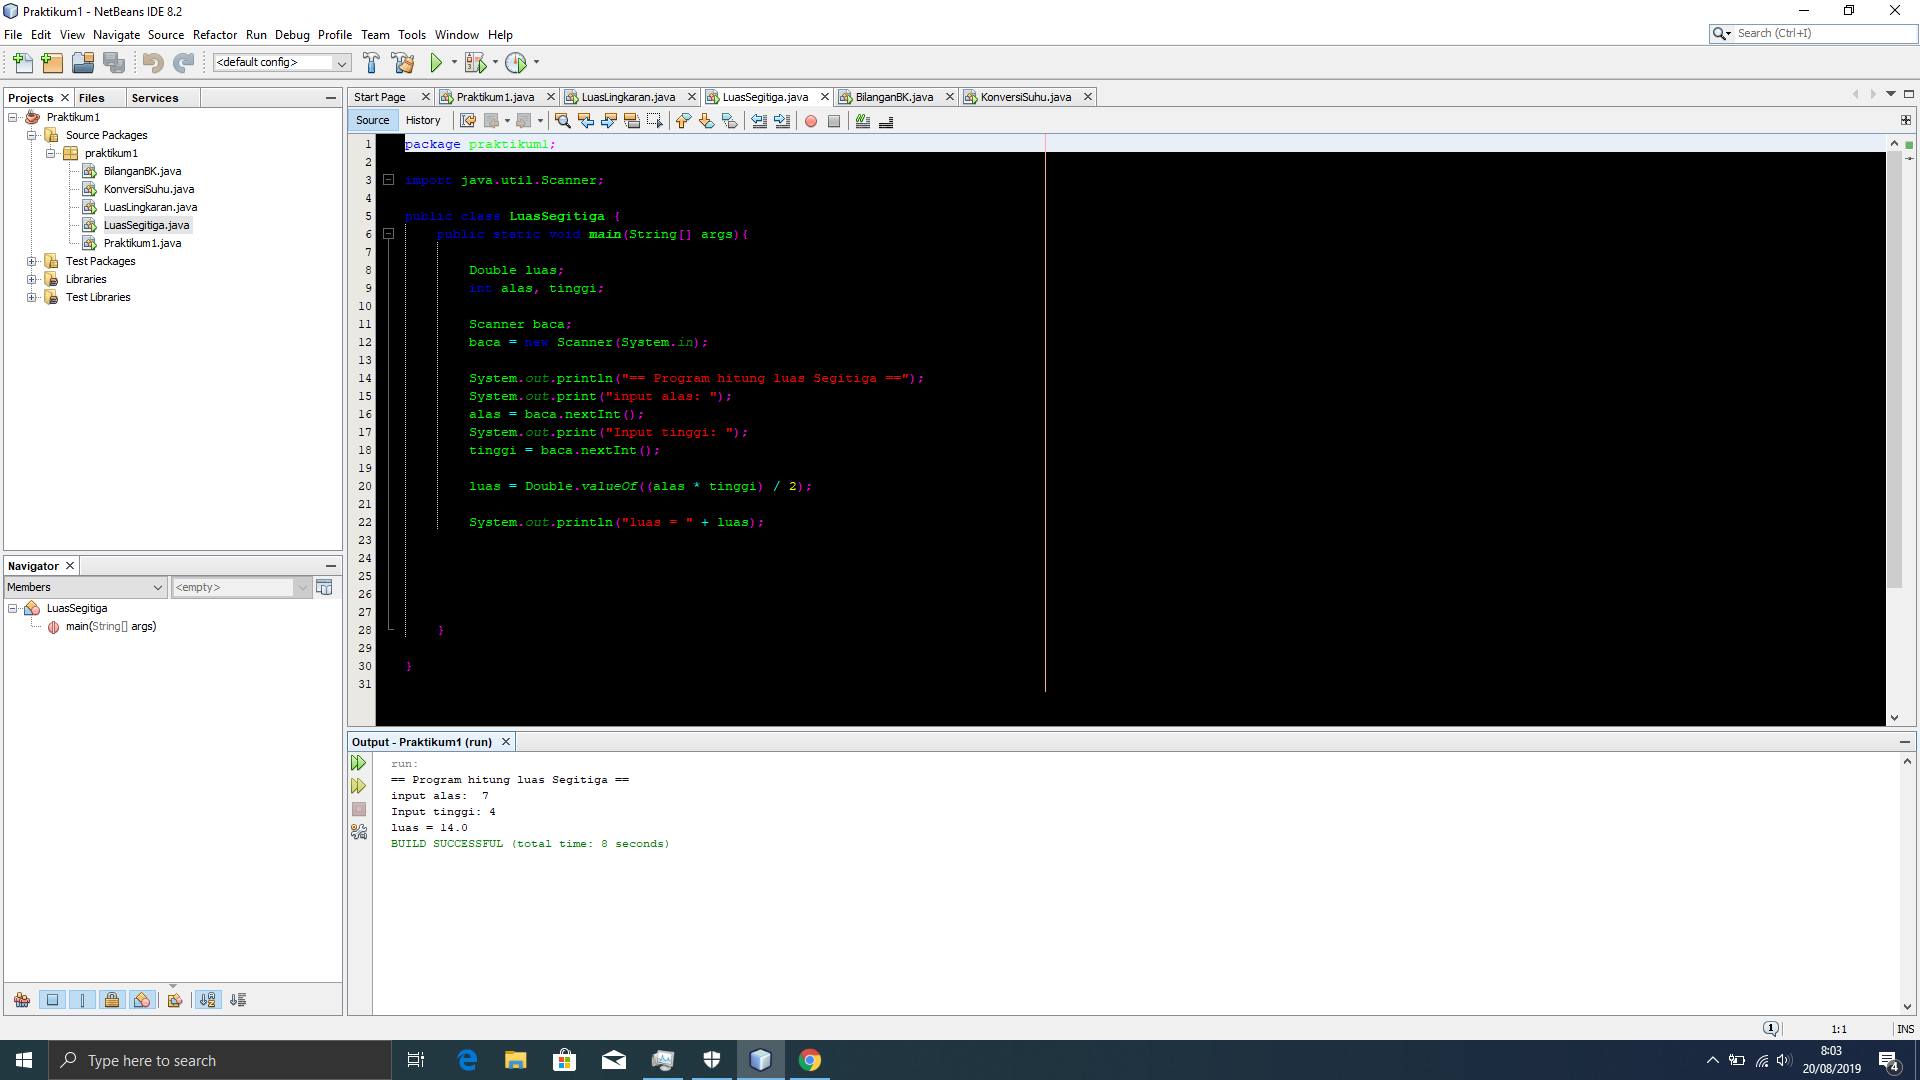 Praktikum1 - NetBeans IDE 8.2
File Edit View Navigate Source Refactor Run Debug Profile Team Tools Window Help
Search (Ctrl+I)
<default config>
Projects Files Services
Praktikum1
Source Packages
praktikum1
BilanganBK.java
KonversiSuhu.java
LuasLingkaran.java
LuasSegitiga.java
Praktikum1.java
Test Packages
Libraries
Test Libraries
Navigator
Members <empty>
LuasSegitiga
main(String[] args)
Start Page Praktikum1.java LuasLingkaran.java LuasSegitiga.java BilanganBK.java KonversiSuhu.java
Source History
1 package praktikum1;
2
3 import java.util.Scanner;
4
5 public class LuasSegitiga {
6 public static void main(String[] args){
7
8 Double luas;
9 int alas, tinggi;
10
11 Scanner baca;
12 baca = new Scanner(System.in);
13
14 System.out.println("== Program hitung luas Segitiga ==");
15 System.out.print("input alas: ");
16 alas = baca.nextInt();
17 System.out.print("Input tinggi: ");
18 tinggi = baca.nextInt();
19
20 luas = Double.valueOf((alas * tinggi) / 2);
21
22 System.out.println("luas = " + luas);
23
24
25
26
27
28 }
29
30 }
31
Output - Praktikum1 (run)
run:
== Program hitung luas Segitiga ==
input alas:  7
Input tinggi: 4
luas = 14.0
BUILD SUCCESSFUL (total time: 8 seconds)
1 1:1 INS
Type here to search
8:03
20/08/2019
4